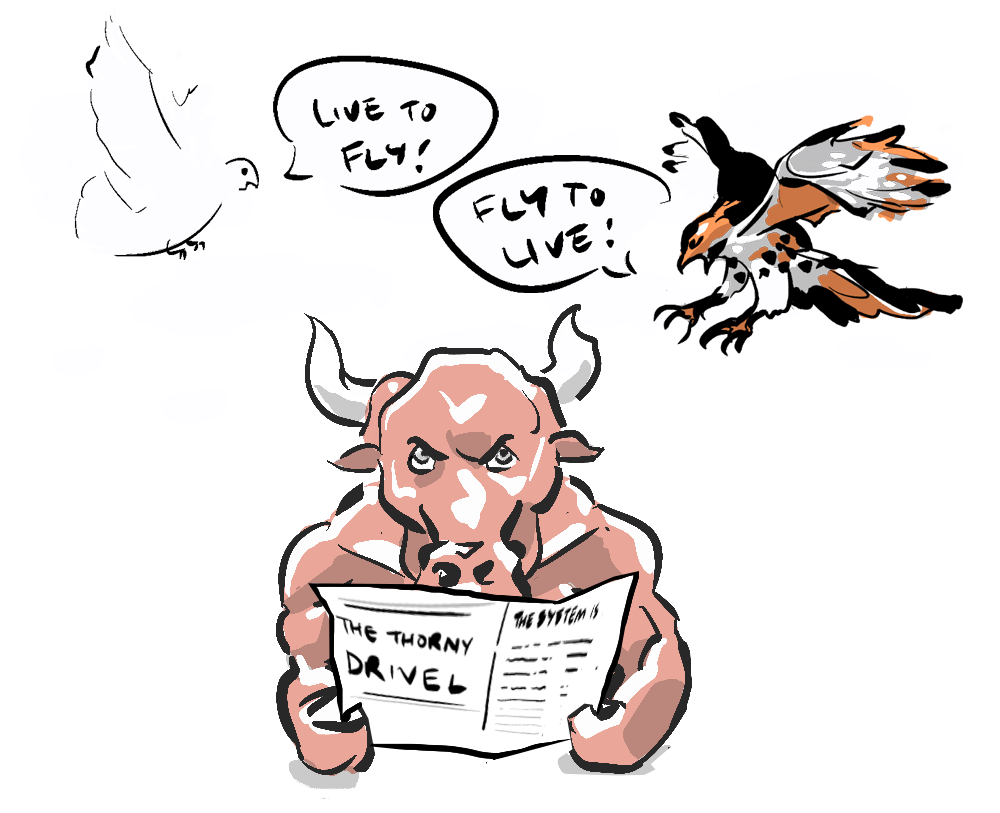 LIVE TO
FLY!
FLY TO
LIVE!
THE THORNY
DRIVEL
THE SYSTEM IS